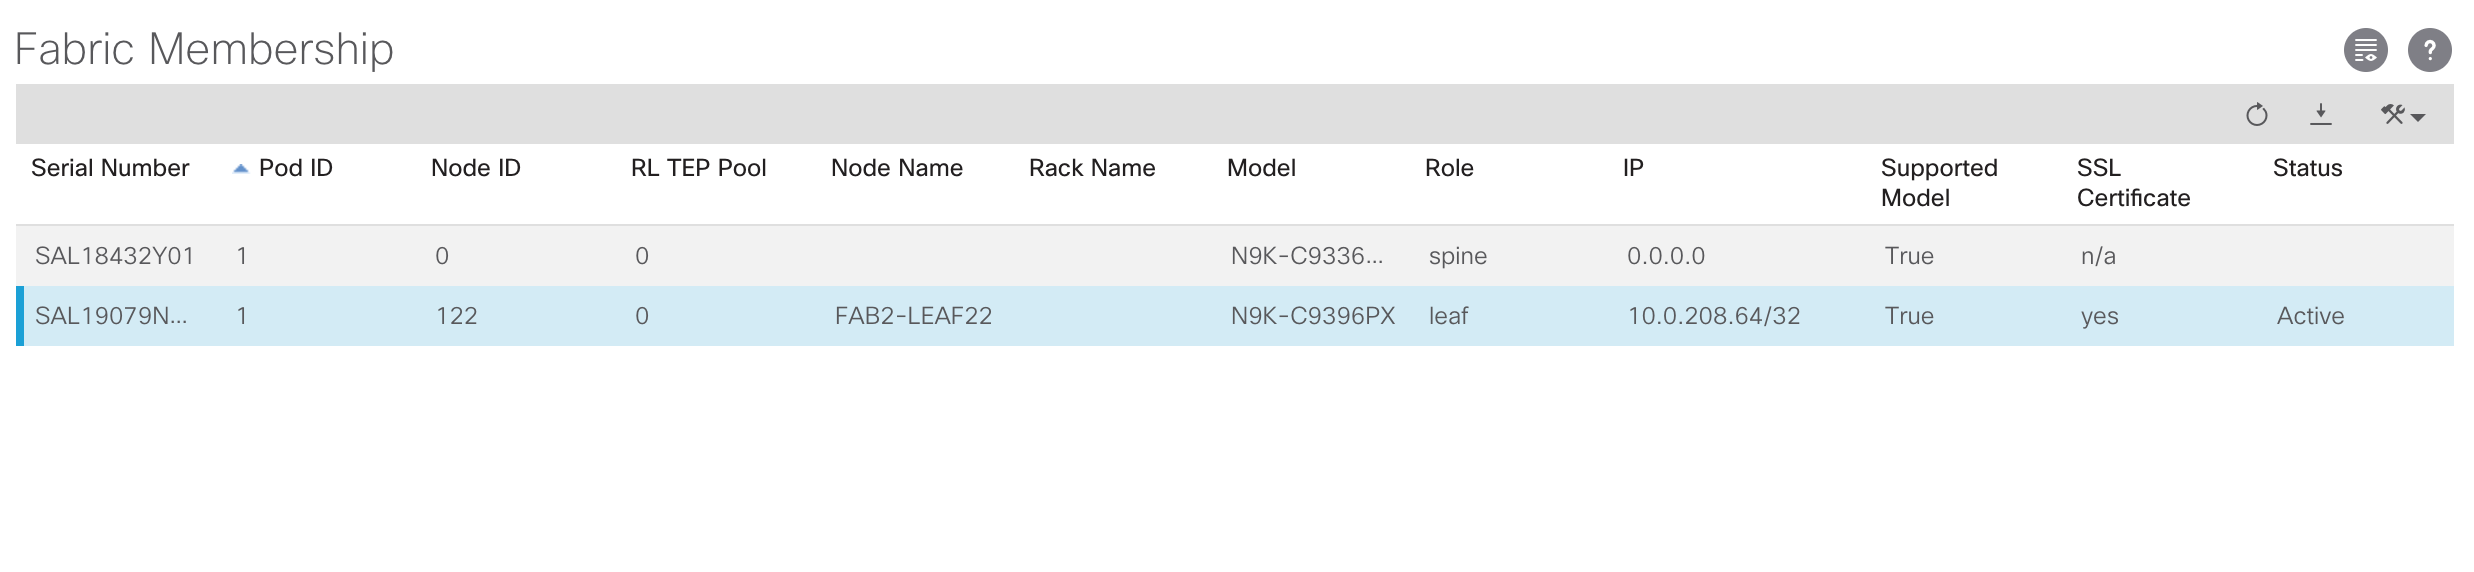 Fabric Membership
?
Serial Number Pod ID Node ID RL TEP Pool Node Name Rack Name Model Role IP Supported Model SSL Certificate Status
SAL18432Y01 1 0 0 N9K-C9336... spine 0.0.0.0 True n/a
SAL19079N... 1 122 0 FAB2-LEAF22 N9K-C9396PX leaf 10.0.208.64/32 True yes Active